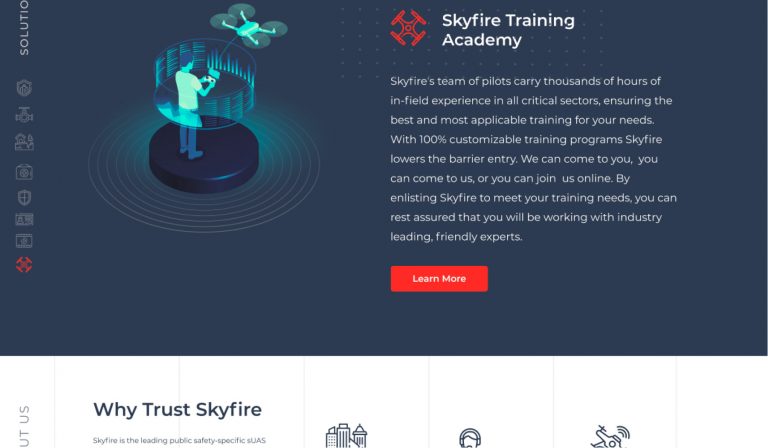 SOLUTIO
Skyfire Training
Academy
Skyfire's team of pilots carry thousands of hours of
in-field experience in all critical sectors, ensuring the
best and most applicable training for your needs.
With 100% customizable training programs Skyfire
lowers the barrier entry. We can come to you, you
can come to us, or you can join us online. By
enlisting Skyfire to meet your training needs, you can
rest assured that you will be working with industry
leading, friendly experts.
Learn More
UT US
Why Trust Skyfire
Skyfire is the leading public safety-specific sUAS